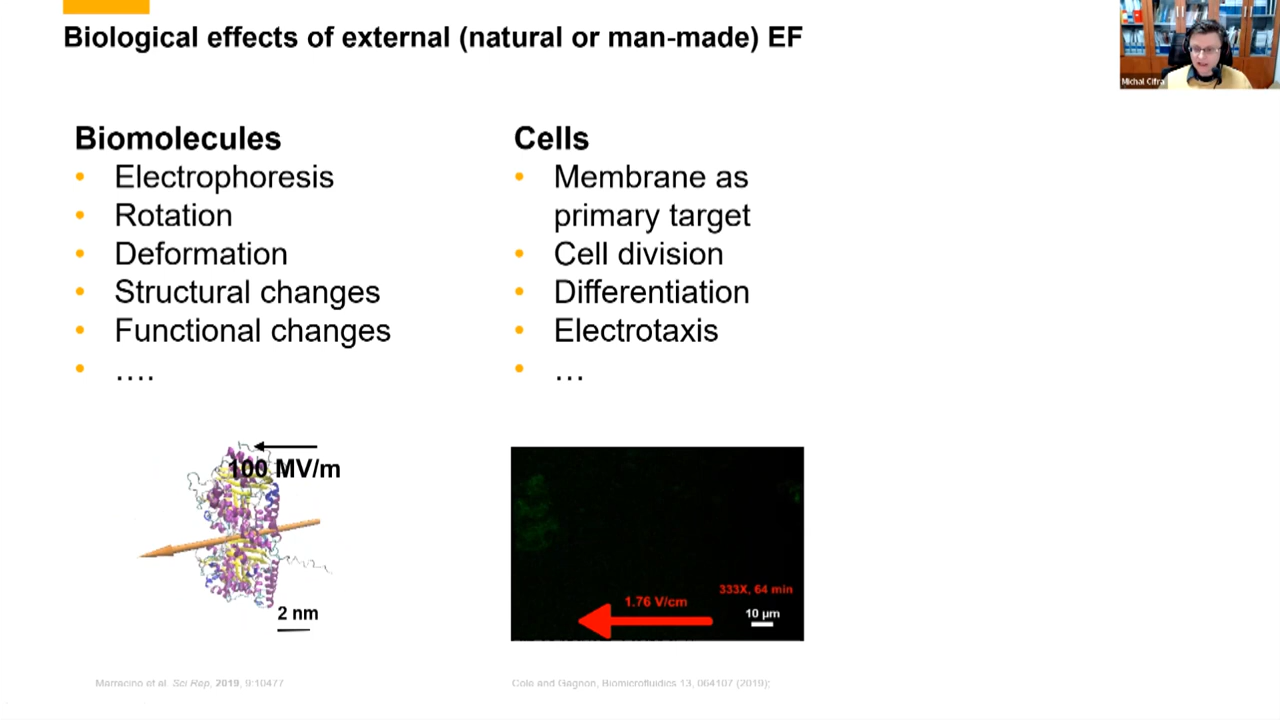 Biological effects of external (natural or man-made) EF
Michal Cifra
Biomolecules
• Electrophoresis
• Rotation
• Deformation
• Structural changes
• Functional changes
• ....
Cells
• Membrane as
primary target
• Cell division
• Differentiation
• Electrotaxis
• ...
100 MV/m
2 nm
333X, 64 min
1.76 V/cm
10 µm
Marracino et al. Sci Rep, 2019, 9:10477
Cole and Gagnon, Biomicrofluidics 13, 064107 (2019);